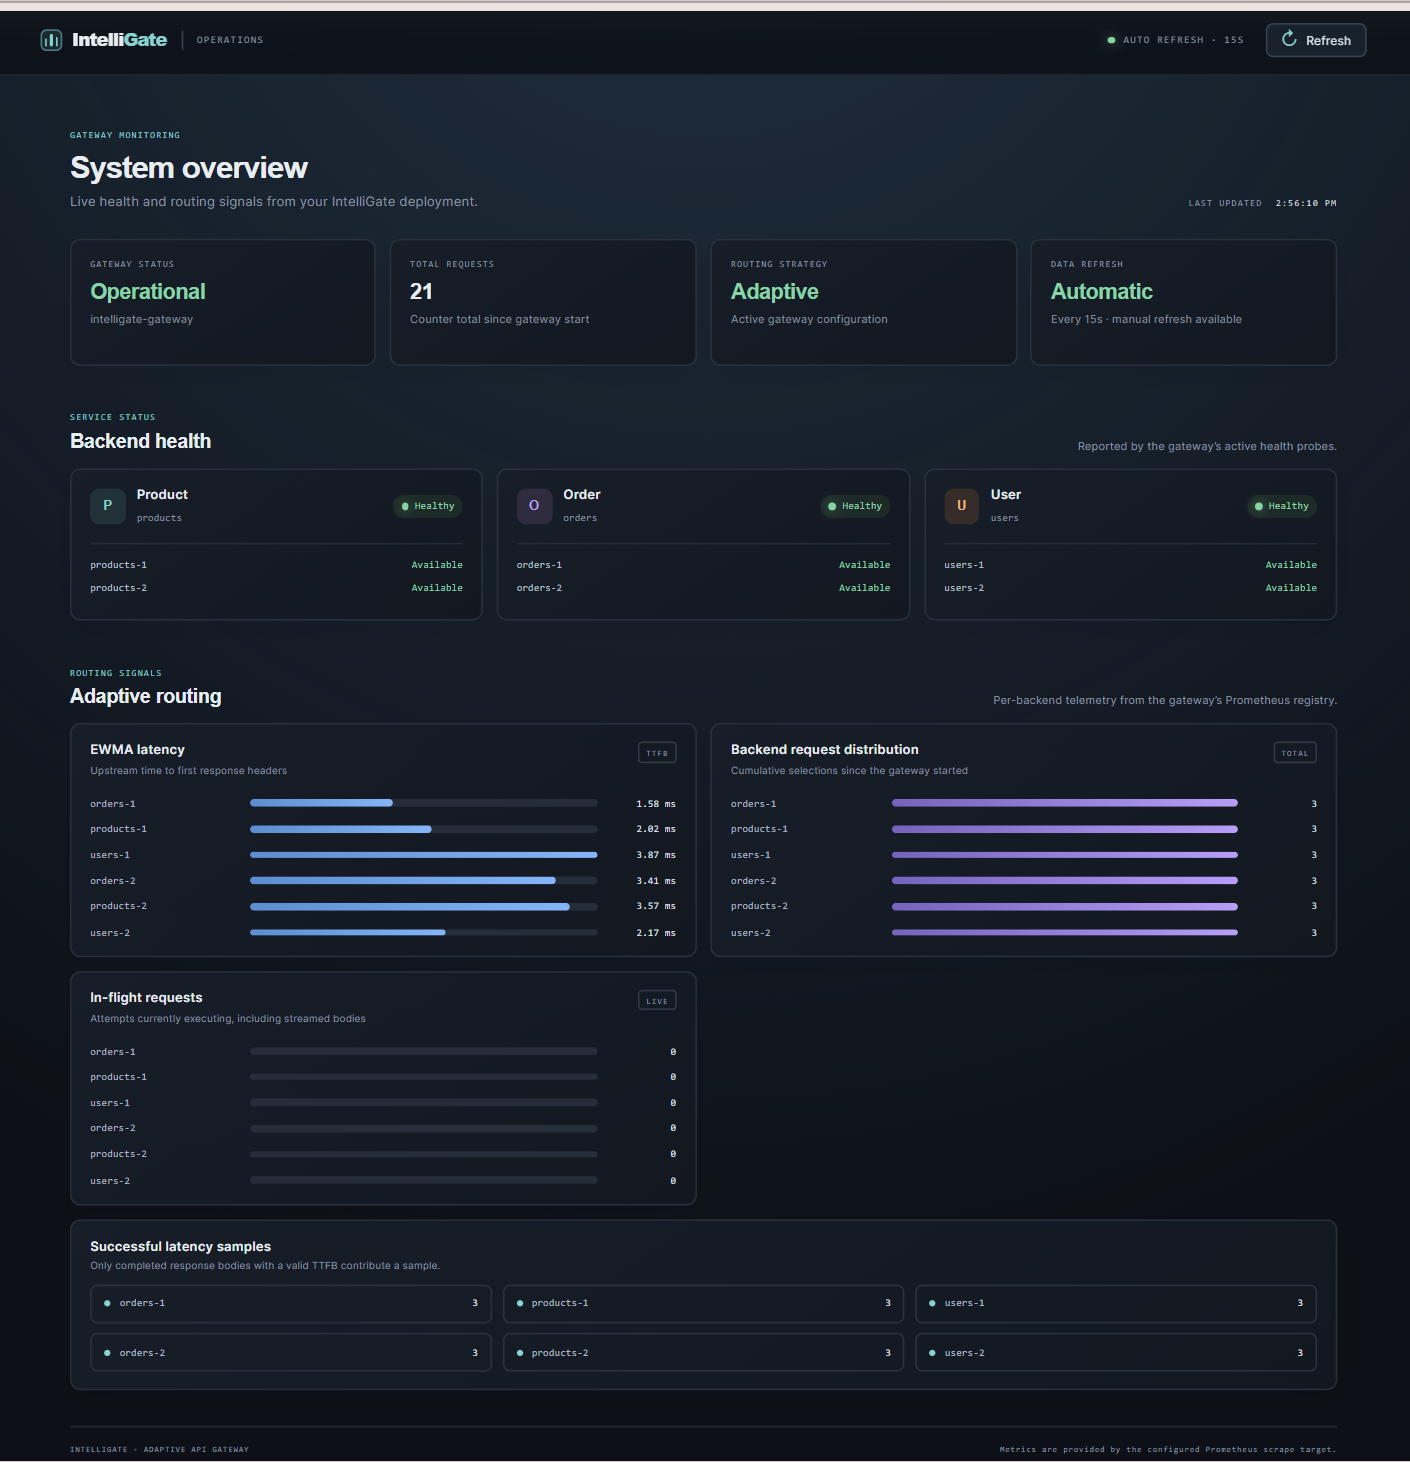 IntelliGate OPERATIONS AUTO REFRESH · 15S Refresh
GATEWAY MONITORING
System overview
Live health and routing signals from your IntelliGate deployment. LAST UPDATED 2:56:10 PM
GATEWAY STATUS
Operational
intelligate-gateway
TOTAL REQUESTS
21
Counter total since gateway start
ROUTING STRATEGY
Adaptive
Active gateway configuration
DATA REFRESH
Automatic
Every 15s · manual refresh available
SERVICE STATUS
Backend health
Reported by the gateway’s active health probes.
P
Product
products
Healthy
products-1 Available
products-2 Available
O
Order
orders
Healthy
orders-1 Available
orders-2 Available
U
User
users
Healthy
users-1 Available
users-2 Available
ROUTING SIGNALS
Adaptive routing
Per-backend telemetry from the gateway’s Prometheus registry.
EWMA latency TTFB
Upstream time to first response headers
orders-1 1.58 ms
products-1 2.02 ms
users-1 3.87 ms
orders-2 3.41 ms
products-2 3.57 ms
users-2 2.17 ms
Backend request distribution TOTAL
Cumulative selections since the gateway started
orders-1 3
products-1 3
users-1 3
orders-2 3
products-2 3
users-2 3
In-flight requests LIVE
Attempts currently executing, including streamed bodies
orders-1 0
products-1 0
users-1 0
orders-2 0
products-2 0
users-2 0
Successful latency samples
Only completed response bodies with a valid TTFB contribute a sample.
orders-1 3 products-1 3 users-1 3
orders-2 3 products-2 3 users-2 3
INTELLIGATE · ADAPTIVE API GATEWAY Metrics are provided by the configured Prometheus scrape target.